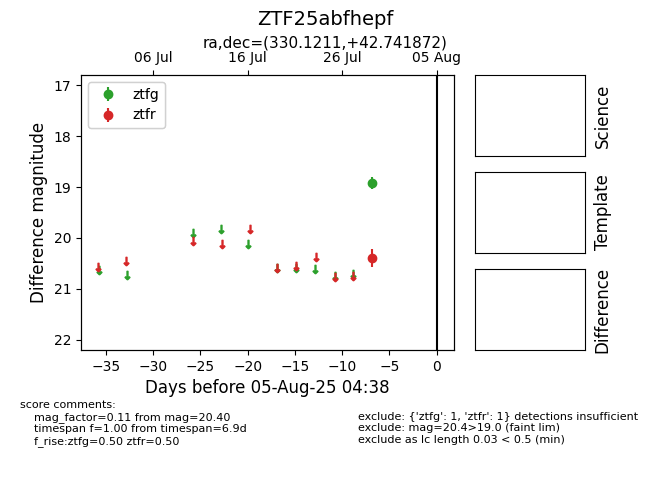 ZTF25abfhepf
ra,dec=(330.1211,+42.741872)
06 Jul
16 Jul
26 Jul
05 Aug
ztfg
ztfr
17
18
19
20
21
22
Difference magnitude
−35
−30
−25
−20
−15
−10
−5
0
Days before 05-Aug-25 04:38
Science
Template
Difference
score comments:
mag_factor=0.11 from mag=20.40
timespan f=1.00 from timespan=6.9d
f_rise:ztfg=0.50 ztfr=0.50
exclude: {'ztfg': 1, 'ztfr': 1} detections insufficient
exclude: mag=20.4>19.0 (faint lim)
exclude as lc length 0.03 < 0.5 (min)